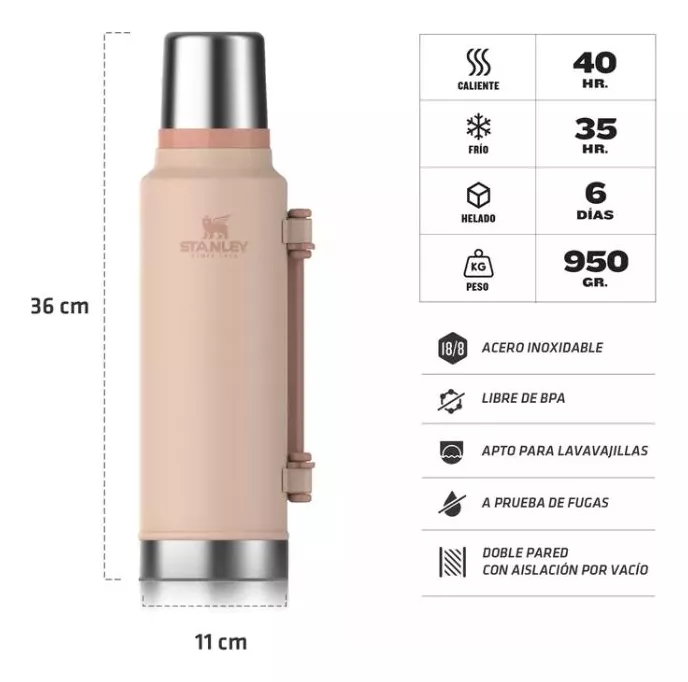 36 cm
11 cm
STANLEY
CALIENTE
40
HR.
FRÍO
35
HR.
HELADO
6
DÍAS
KG
PESO
950
GR.
18/8
ACERO INOXIDABLE
LIBRE DE BPA
APTO PARA LAVAVAJILLAS
A PRUEBA DE FUGAS
DOBLE PARED
CON AISLACIÓN POR VACÍO